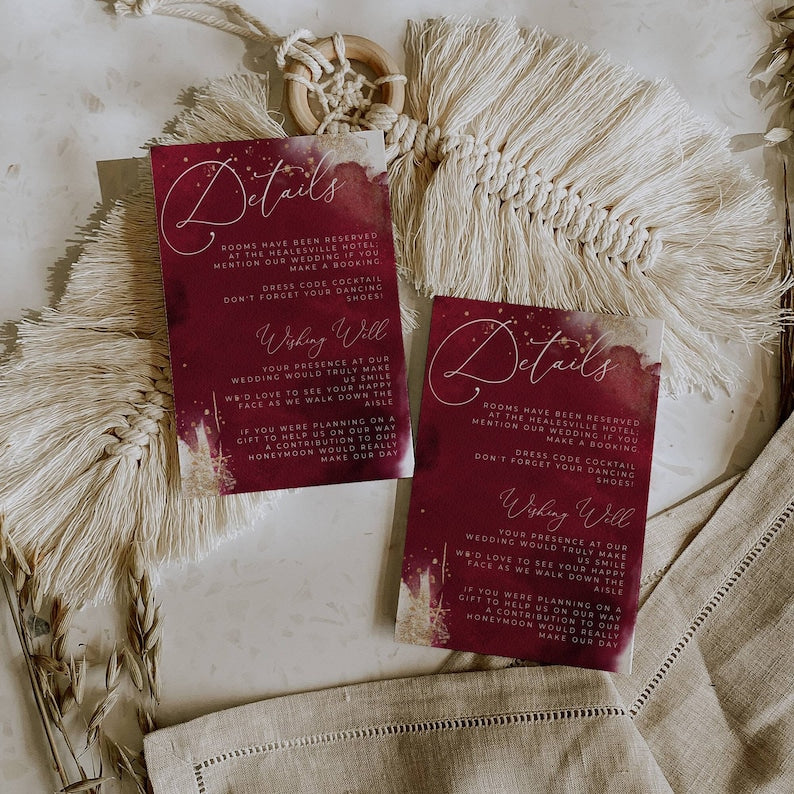 Details
ROOMS HAVE BEEN RESERVED
AT THE HEALESVILLE HOTEL;
MENTION OUR WEDDING IF YOU
MAKE A BOOKING.
DRESS CODE COCKTAIL
DON'T FORGET YOUR DANCING
SHOES!
Wishing Well
YOUR PRESENCE AT OUR
WEDDING WOULD TRULY MAKE
US SMILE
WE'D LOVE TO SEE YOUR HAPPY
FACE AS WE WALK DOWN THE
AISLE
IF YOU WERE PLANNING ON A
GIFT TO HELP US ON OUR WAY
A CONTRIBUTION TO OUR
HONEYMOON WOULD REALLY
MAKE OUR DAY
Details
ROOMS HAVE BEEN RESERVED
AT THE HEALESVILLE HOTEL;
MENTION OUR WEDDING IF YOU
MAKE A BOOKING.
DRESS CODE COCKTAIL
DON'T FORGET YOUR DANCING
SHOES!
Wishing Well
YOUR PRESENCE AT OUR
WEDDING WOULD TRULY MAKE
US SMILE
WE'D LOVE TO SEE YOUR HAPPY
FACE AS WE WALK DOWN THE
AISLE
IF YOU WERE PLANNING ON A
GIFT TO HELP US ON OUR WAY
A CONTRIBUTION TO OUR
HONEYMOON WOULD REALLY
MAKE OUR DAY